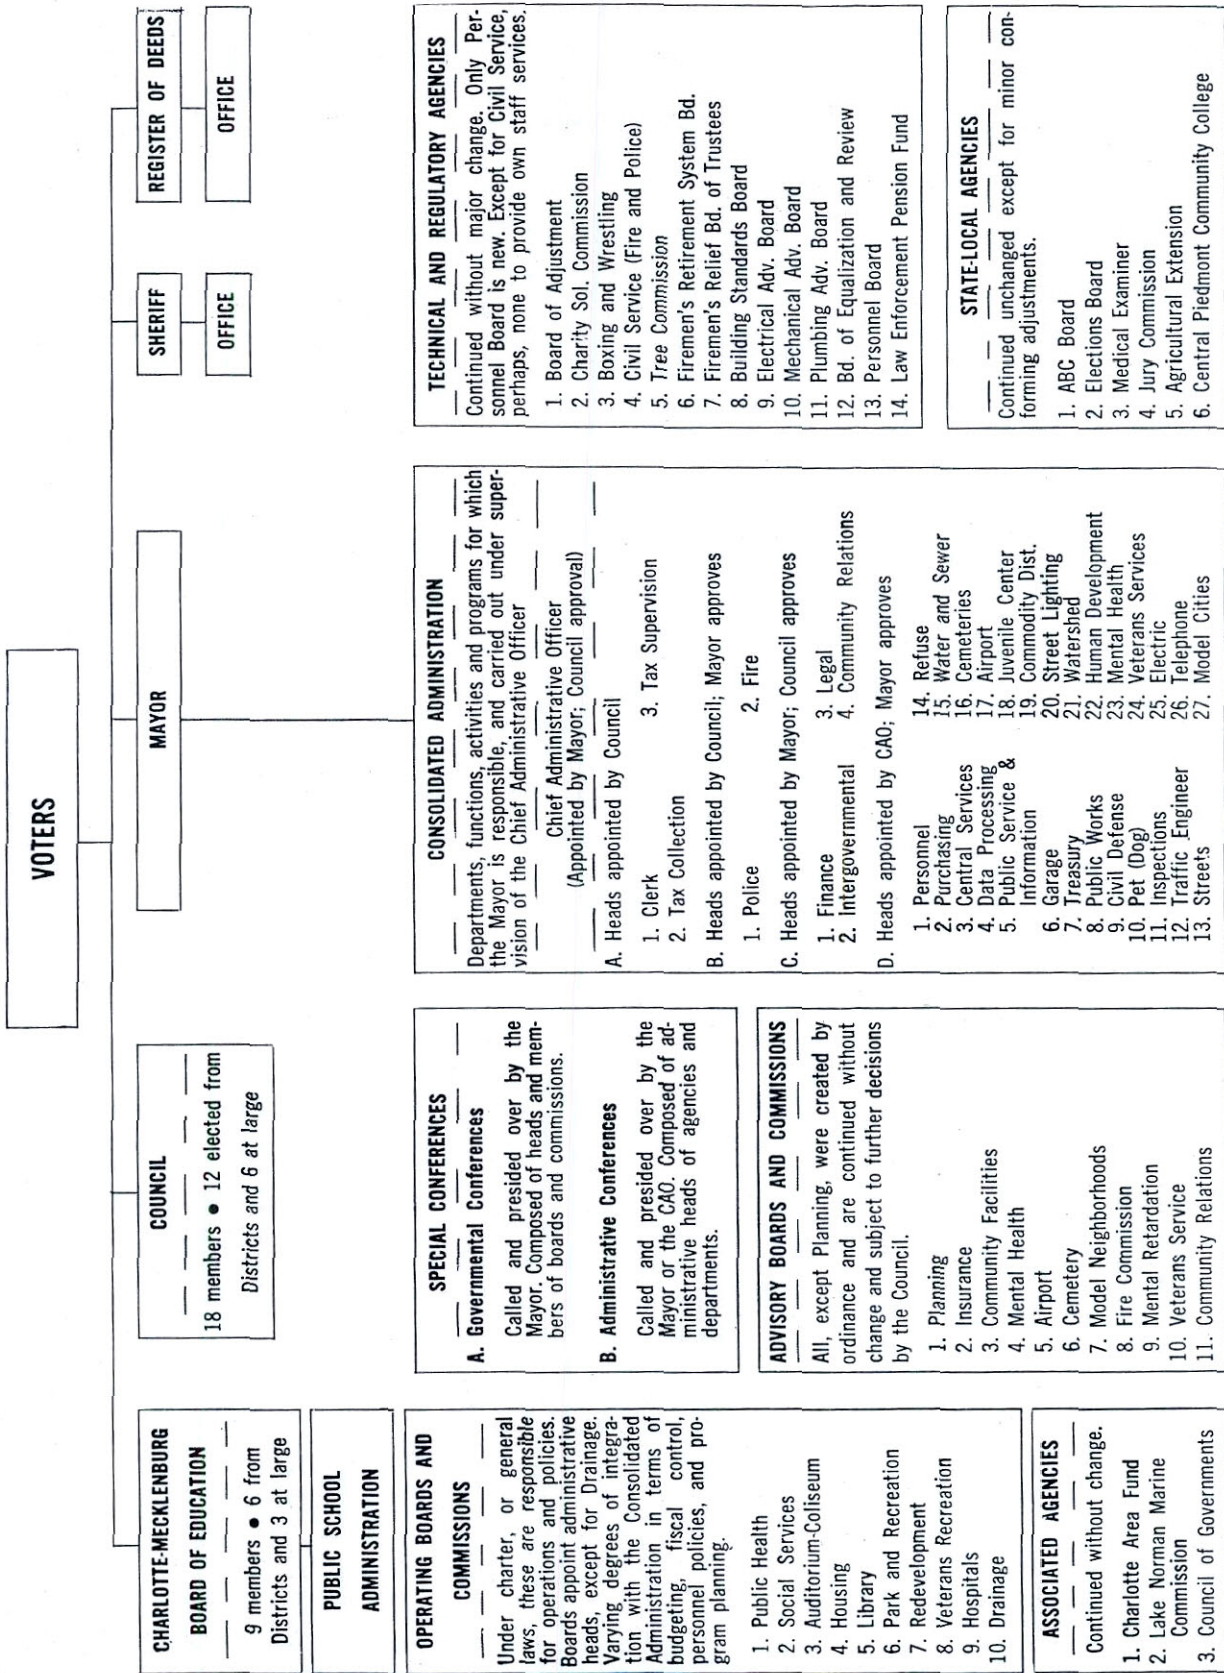 VOTERS
CHARLOTTE-MECKLENBURG
BOARD OF EDUCATION
9 members ● 6 from
Districts and 3 at large
PUBLIC SCHOOL
ADMINISTRATION
COUNCIL
18 members ● 12 elected from
Districts and 6 at large
MAYOR
SHERIFF
OFFICE
REGISTER OF DEEDS
OFFICE
OPERATING BOARDS AND
COMMISSIONS
Under charter, or general
laws, these are responsible
for operations and policies.
Boards appoint administrative
heads, except for Drainage.
Varying degrees of integra-
tion with the Consolidated
Administration in terms of
budgeting, fiscal control,
personnel policies, and pro-
gram planning.
1. Public Health
2. Social Services
3. Auditorium-Coliseum
4. Housing
5. Library
6. Park and Recreation
7. Redevelopment
8. Veterans Recreation
9. Hospitals
10. Drainage
ASSOCIATED AGENCIES
Continued without change.
1. Charlotte Area Fund
2. Lake Norman Marine
Commission
3. Council of Governments
SPECIAL CONFERENCES
A. Governmental Conferences
Called and presided over by the
Mayor. Composed of heads and mem-
bers of boards and commissions.
B. Administrative Conferences
Called and presided over by the
Mayor or the CAO. Composed of ad-
ministrative heads of agencies and
departments.
ADVISORY BOARDS AND COMMISSIONS
All, except Planning, were created by
ordinance and are continued without
change and subject to further decisions
by the Council.
1. Planning
2. Insurance
3. Community Facilities
4. Mental Health
5. Airport
6. Cemetery
7. Model Neighborhoods
8. Fire Commission
9. Mental Retardation
10. Veterans Service
11. Community Relations
CONSOLIDATED ADMINISTRATION
Departments, functions, activities and programs for which
the Mayor is responsible, and carried out under super-
vision of the Chief Administrative Officer
Chief Administrative Officer
(Appointed by Mayor; Council approval)
A. Heads appointed by Council
1. Clerk
2. Tax Collection
3. Tax Supervision
B. Heads appointed by Council; Mayor approves
1. Police
2. Fire
C. Heads appointed by Mayor; Council approves
1. Finance
2. Intergovernmental
3. Legal
4. Community Relations
D. Heads appointed by CAO; Mayor approves
1. Personnel
2. Purchasing
3. Central Services
4. Data Processing
5. Public Service &
Information
6. Garage
7. Treasury
8. Public Works
9. Civil Defense
10. Pet (Dog)
11. Inspections
12. Traffic Engineer
13. Streets
14. Refuse
15. Water and Sewer
16. Cemeteries
17. Airport
18. Juvenile Center
19. Commodity Dist.
20. Street Lighting
21. Watershed
22. Human Development
23. Mental Health
24. Veterans Services
25. Electric
26. Telephone
27. Model Cities
TECHNICAL AND REGULATORY AGENCIES
Continued without major change. Only Per-
sonnel Board is new. Except for Civil Service,
perhaps, none to provide own staff services.
1. Board of Adjustment
2. Charity Sol. Commission
3. Boxing and Wrestling
4. Civil Service (Fire and Police)
5. Tree Commission
6. Firemen's Retirement System Bd.
7. Firemen's Relief Bd. of Trustees
8. Building Standards Board
9. Electrical Adv. Board
10. Mechanical Adv. Board
11. Plumbing Adv. Board
12. Bd. of Equalization and Review
13. Personnel Board
14. Law Enforcement Pension Fund
STATE-LOCAL AGENCIES
Continued unchanged except for minor con-
forming adjustments.
1. ABC Board
2. Elections Board
3. Medical Examiner
4. Jury Commission
5. Agricultural Extension
6. Central Piedmont Community College